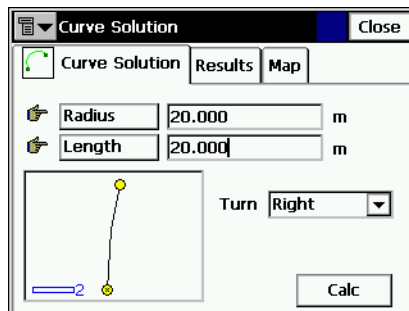 Curve Solution Close
Curve Solution Results Map
Radius 20.000 m
Length 20.000 m
Turn Right
2
Calc